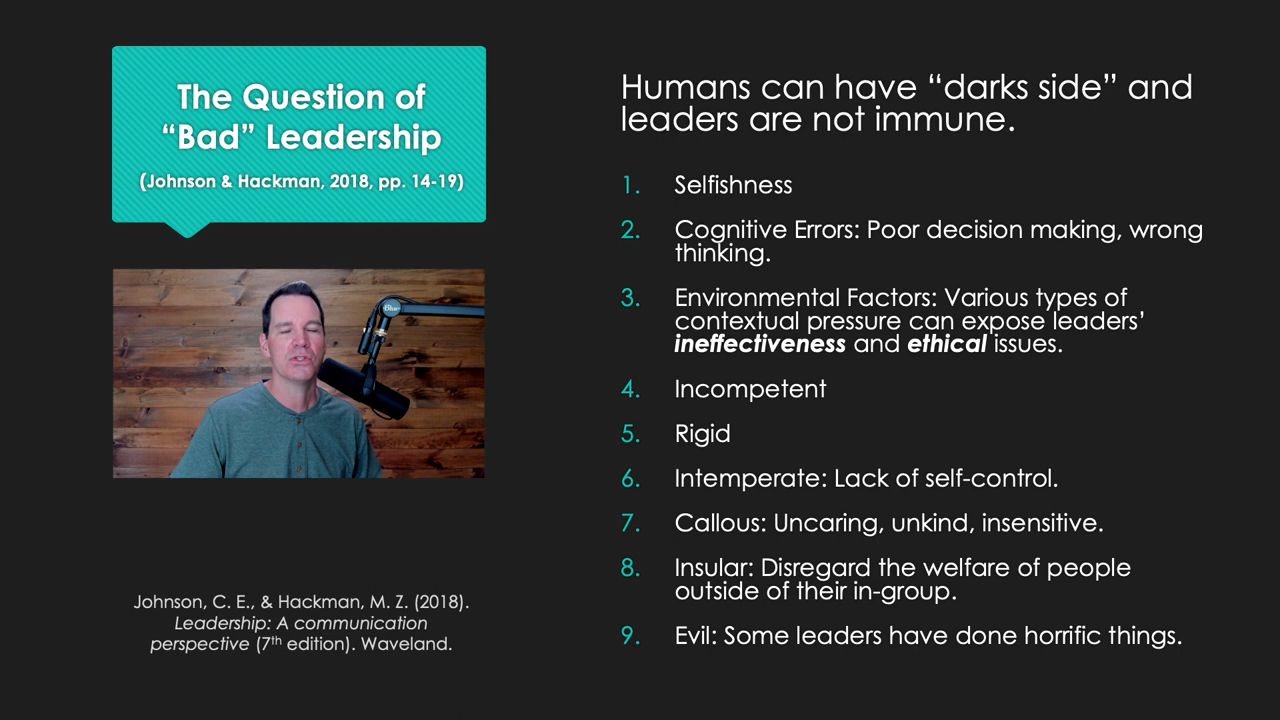 The Question of
“Bad” Leadership
(Johnson & Hackman, 2018, pp. 14-19)
Blue
Johnson, C. E., & Hackman, M. Z. (2018).
Leadership: A communication
perspective (7th edition). Waveland.
Humans can have “darks side” and
leaders are not immune.
1. Selfishness
2. Cognitive Errors: Poor decision making, wrong
thinking.
3. Environmental Factors: Various types of
contextual pressure can expose leaders’
ineffectiveness and ethical issues.
4. Incompetent
5. Rigid
6. Intemperate: Lack of self-control.
7. Callous: Uncaring, unkind, insensitive.
8. Insular: Disregard the welfare of people
outside of their in-group.
9. Evil: Some leaders have done horrific things.